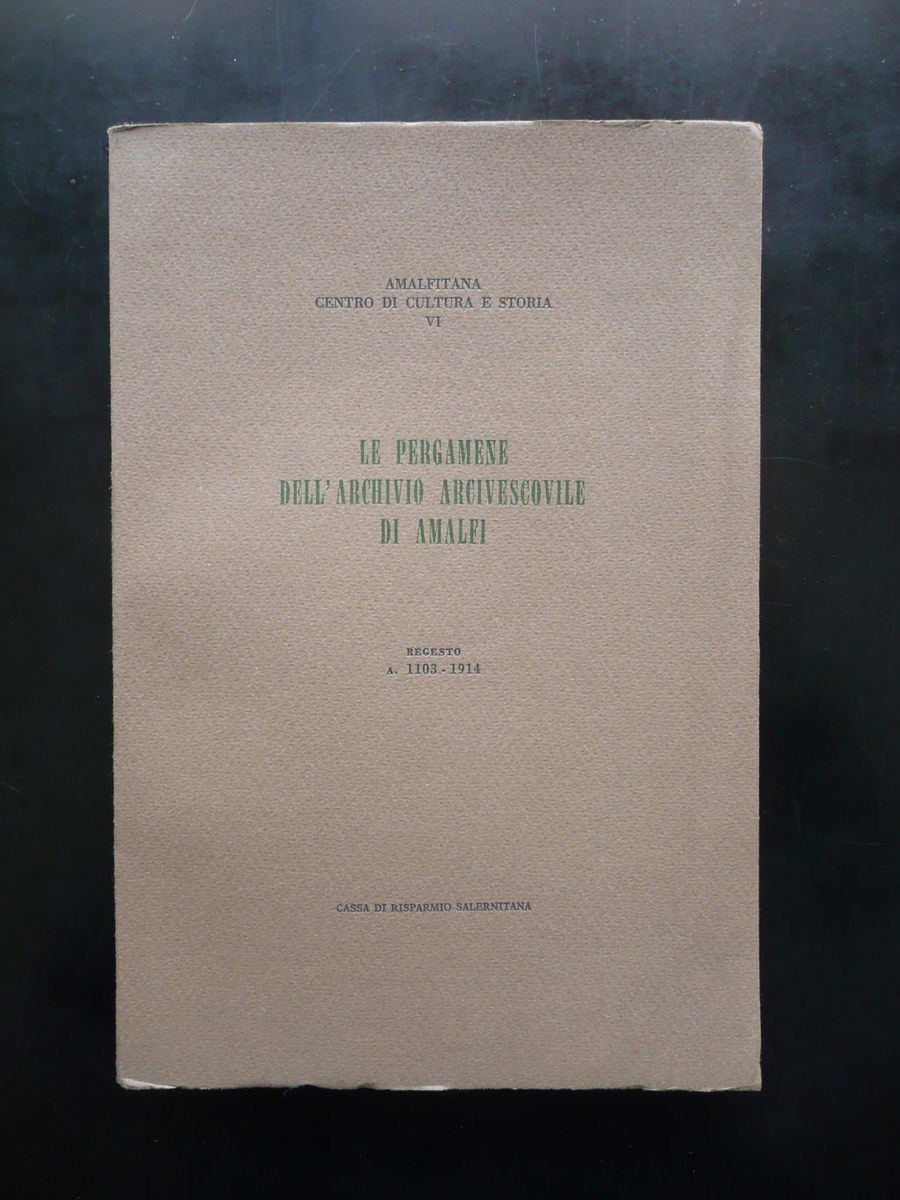 AMALFITANA
CENTRO DI CULTURA E STORIA
VI
LE PERGAMENE
DELL'ARCHIVIO ARCIVESCOVILE
DI AMALFI
REGESTO
A. 1103 - 1914
CASSA DI RISPARMIO SALERNITANA